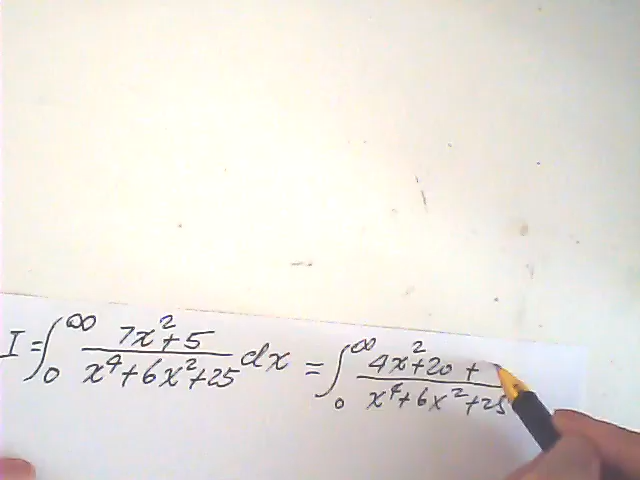 I = ∫₀^∞ (7x²+5)/(x⁴+6x²+25) dx = ∫₀^∞ (4x²+20+)/(x⁴+6x²+25)